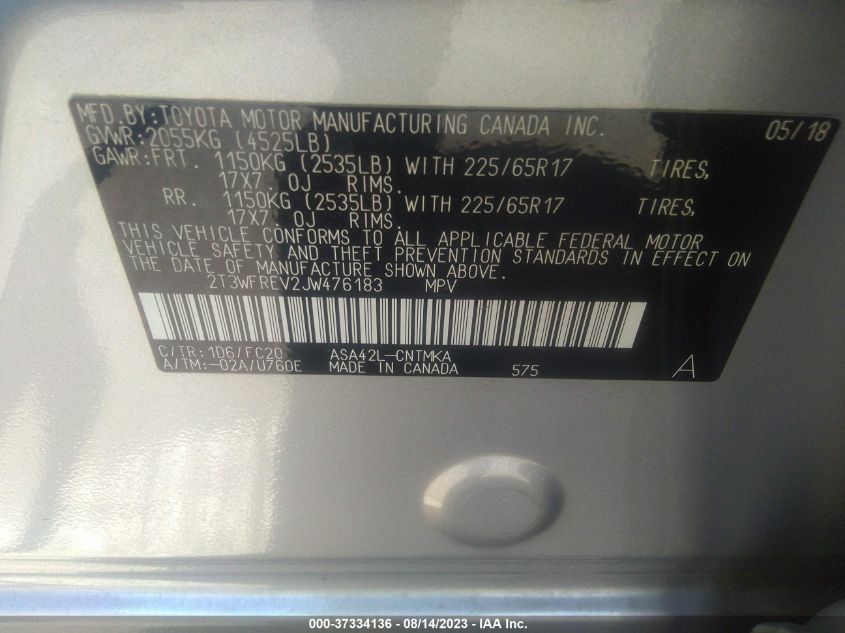 MFD.BY:TOYOTA MOTOR MANUFACTURING CANADA INC. 05/18
GVWR:2055KG (4525LB)
GAWR:FRT. 1150KG (2535LB) WITH 225/65R17 TIRES,
17X7. 0J RIMS.
RR. 1150KG (2535LB) WITH 225/65R17 TIRES,
17X7. 0J RIMS.
THIS VEHICLE CONFORMS TO ALL APPLICABLE FEDERAL MOTOR
VEHICLE SAFETY AND THEFT PREVENTION STANDARDS IN EFFECT ON
THE DATE OF MANUFACTURE SHOWN ABOVE.
2T3WFREV2JW476183 MPV
C/TR: 1D6/FC20 ASA42L-CNTMKA
A/TM:-02A/U760E MADE IN CANADA 575 A
000-37334136 - 08/14/2023 - IAA Inc.